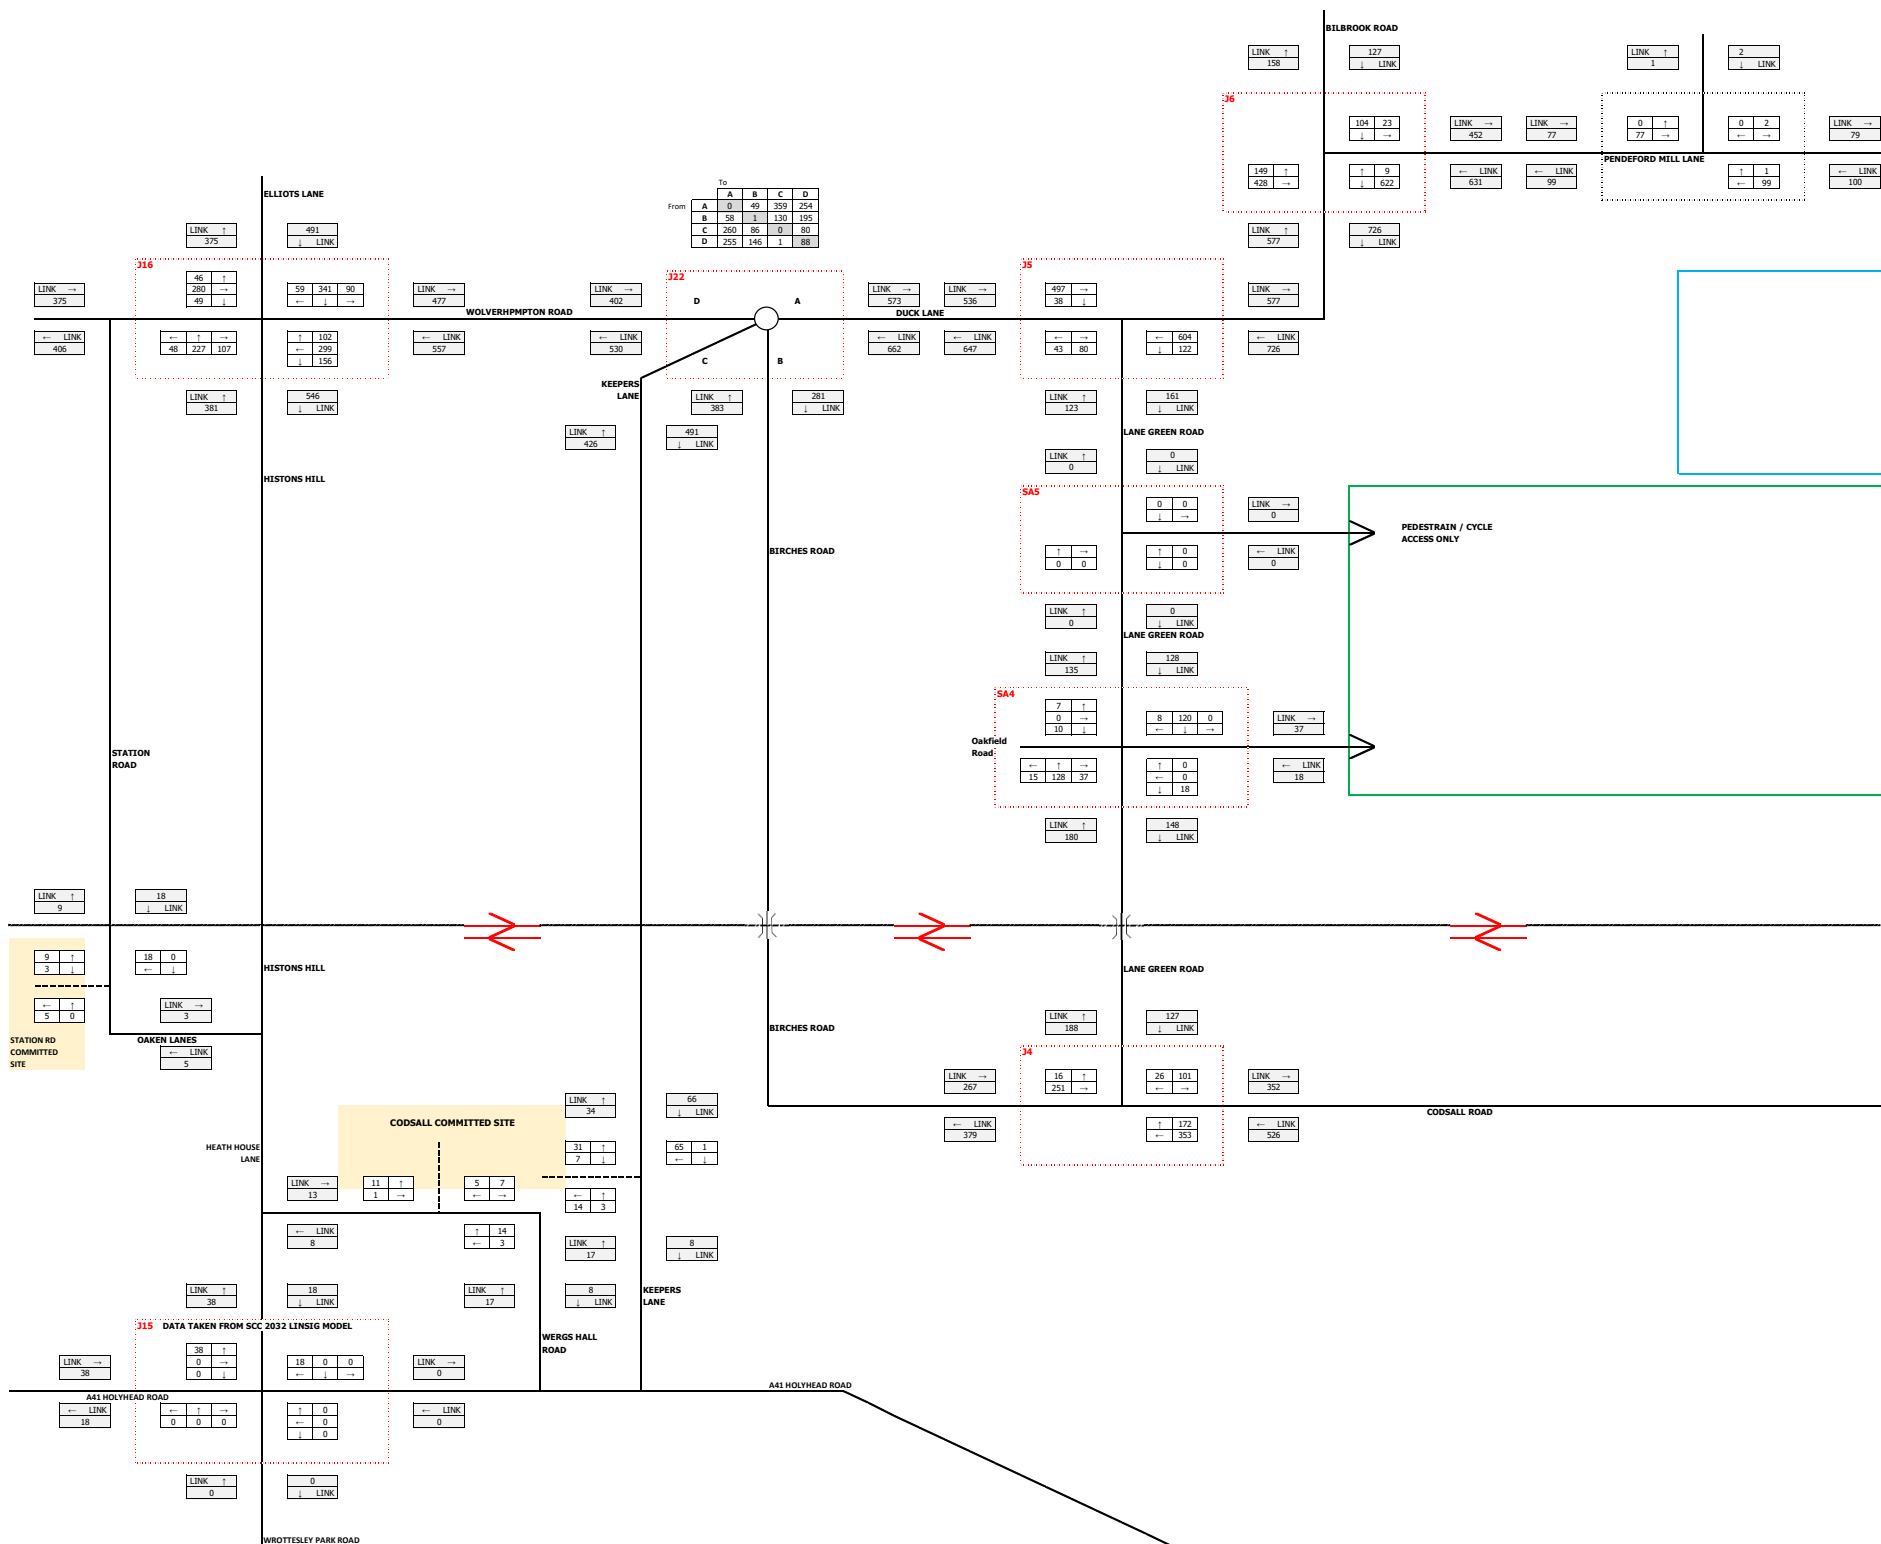 BILBROOK ROAD
LINK ↑ 127 LINK ↑ 2
158 ↓ LINK 1 ↓ LINK
J6
104 23 LINK → LINK → 0 ↑ 0 2 LINK →
↓ → 452 77 77 → ← → 79
PENDEFORD MILL LANE
149 ↑ ↑ 9 ← LINK ← LINK ↑ 1 ← LINK
428 → ↓ 622 631 99 ← 99 100
To
A B C D
From A 0 49 359 254
B 58 1 130 195
C 260 86 0 80
D 255 146 1 88
ELLIOTS LANE
LINK ↑ 491 LINK ↑ 726
375 ↓ LINK 577 ↓ LINK
J16 J22 J5
46 ↑
LINK → 280 → 59 341 90 LINK → LINK → D A LINK → LINK → 497 → LINK →
375 49 ↓ ← ↓ → 477 402 573 536 38 ↓ 577
WOLVERHPMPTON ROAD DUCK LANE
← LINK ← ↑ → ↑ 102 ← LINK ← LINK ← LINK ← LINK ← → ← 604 ← LINK
406 48 227 107 ← 299 557 530 662 647 43 80 ↓ 122 726
↓ 156 C B
KEEPERS
LANE
LINK ↑ 546 LINK ↑ 281 LINK ↑ 161
381 ↓ LINK 383 ↓ LINK 123 ↓ LINK
LINK ↑ 491 LANE GREEN ROAD
426 ↓ LINK
LINK ↑ 0
0 ↓ LINK
HISTONS HILL
SA5
0 0 LINK →
↓ → 0
PEDESTRAIN / CYCLE
ACCESS ONLY
BIRCHES ROAD
↑ → ↑ 0 ← LINK
0 0 ↓ 0 0
LINK ↑ 0
0 ↓ LINK
LANE GREEN ROAD
LINK ↑ 128
135 ↓ LINK
SA4
7 ↑
0 → 8 120 0 LINK →
10 ↓ ← ↓ → 37
Oakfield
Road
STATION
ROAD
← ↑ → ↑ 0 ← LINK
15 128 37 ← 0 18
↓ 18
LINK ↑ 148
180 ↓ LINK
LINK ↑ 18
9 ↓ LINK
9 ↑ 18 0
3 ↓ ← ↓
HISTONS HILL LANE GREEN ROAD
← ↑ LINK →
5 0 3
STATION RD
COMMITTED
SITE
OAKEN LANES
← LINK
5
BIRCHES ROAD
LINK ↑ 127
188 ↓ LINK
J4
LINK → 16 ↑ 26 101 LINK →
267 251 → ← → 352
CODSALL ROAD
← LINK ↑ 172 ← LINK
379 ← 353 526
LINK ↑ 66
34 ↓ LINK
CODSALL COMMITTED SITE
HEATH HOUSE
LANE
31 ↑ 65 1
7 ↓ ← ↓
LINK → 11 ↑ 5 7
13 1 → ← →
← ↑
14 3
← LINK ↑ 14
8 ← 3
LINK ↑ 8
17 ↓ LINK
LINK ↑ 18 LINK ↑ 8
38 ↓ LINK 17 ↓ LINK
KEEPERS
LANE
J15 DATA TAKEN FROM SCC 2032 LINSIG MODEL
WERGS HALL
ROAD
38 ↑
LINK → 0 → 18 0 0 LINK →
38 0 ↓ ← ↓ → 0
A41 HOLYHEAD ROAD A41 HOLYHEAD ROAD
← LINK ← ↑ → ↑ 0 ← LINK
18 0 0 0 ← 0 0
↓ 0
LINK ↑ 0
0 ↓ LINK
WROTTESLEY PARK ROAD